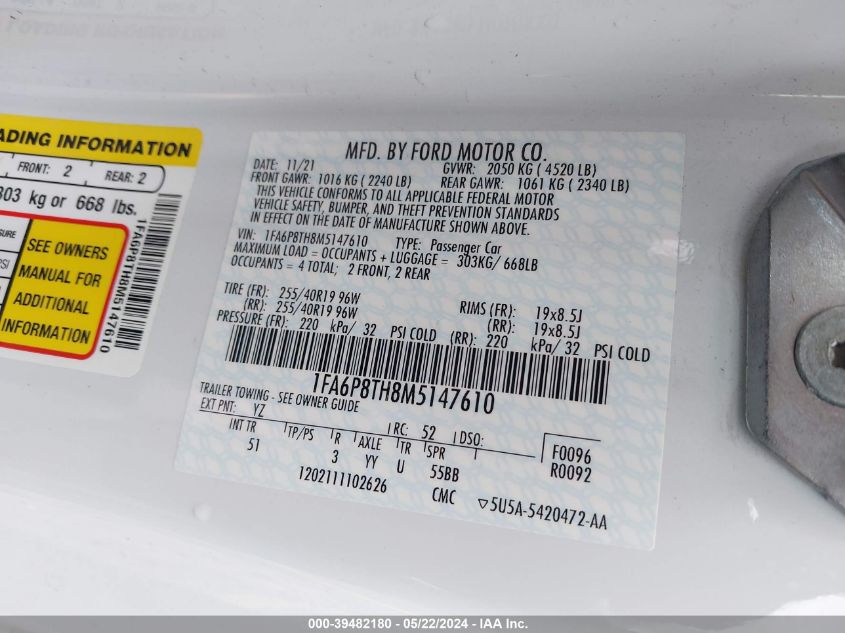 ADING INFORMATION
FRONT: 2
REAR: 2
303 kg or 668 lbs.
SEE OWNERS
MANUAL FOR
ADDITIONAL
INFORMATION
1FA6P8TH8M5147610
MFD. BY FORD MOTOR CO.
DATE: 11/21 GVWR: 2050 KG ( 4520 LB)
FRONT GAWR: 1016 KG ( 2240 LB) REAR GAWR: 1061 KG ( 2340 LB)
THIS VEHICLE CONFORMS TO ALL APPLICABLE FEDERAL MOTOR
VEHICLE SAFETY, BUMPER, AND THEFT PREVENTION STANDARDS
IN EFFECT ON THE DATE OF MANUFACTURE SHOWN ABOVE.
VIN: 1FA6P8TH8M5147610 TYPE: Passenger Car
MAXIMUM LOAD = OCCUPANTS + LUGGAGE = 303KG/ 668LB
OCCUPANTS = 4 TOTAL; 2 FRONT, 2 REAR
TIRE (FR): 255/40R19 96W RIMS (FR): 19x8.5J
(RR): 255/40R19 96W (RR): 19x8.5J
PRESSURE (FR): 220 kPa/ 32 PSI COLD (RR): 220 kPa/ 32 PSI COLD
1FA6P8TH8M5147610
TRAILER TOWING - SEE OWNER GUIDE
EXT PNT: YZ RC: 52 DSO:
INT TR TP/PS R AXLE TR SPR F0096
51 3 YY U 55BB R0092
1202111102626 CMC ▽5U5A-5420472-AA
000-39482180 - 05/22/2024 - IAA Inc.